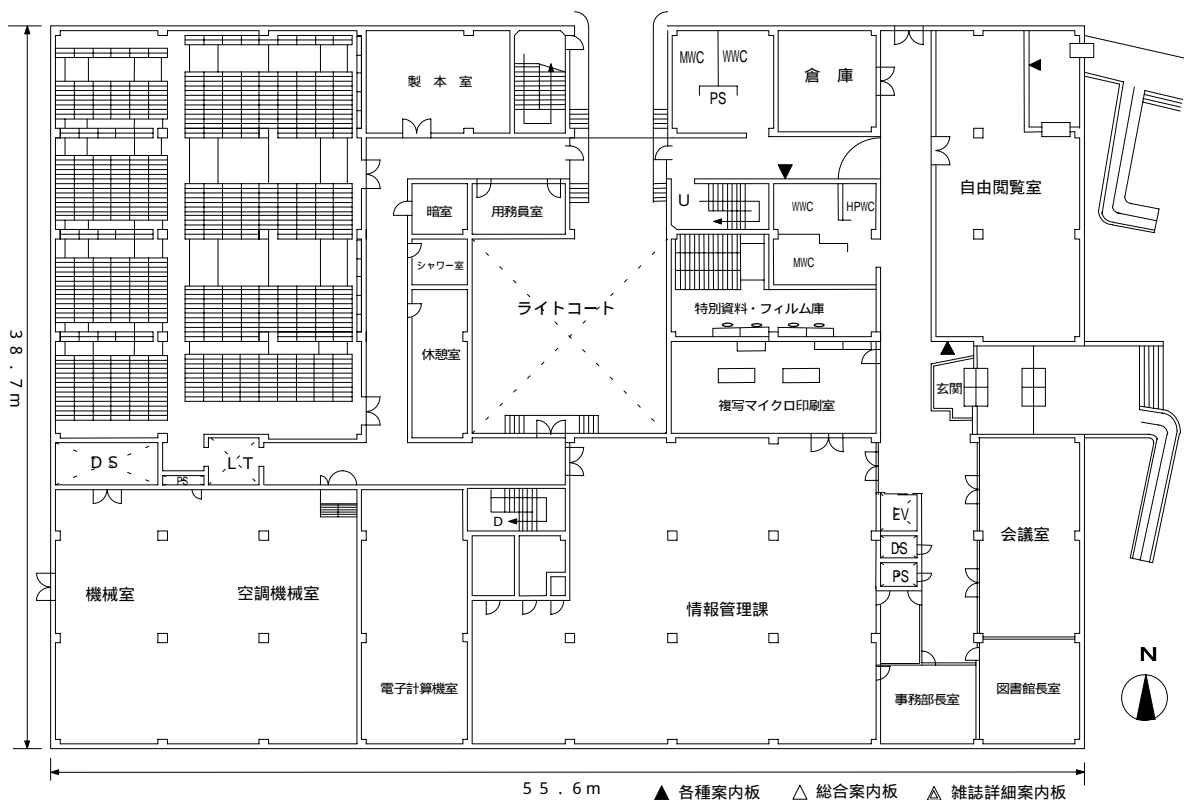 製本室
MWC
WWC
PS
倉庫
自由閲覧室
暗室
用務員室
U
WWC
HPWC
MWC
シャワー室
ライトコート
特別資料・フィルム庫
休憩室
複写マイクロ印刷室
玄関
38.7m
DS
LT
PS
D
EV
DS
PS
会議室
機械室
空調機械室
情報管理課
電子計算機室
事務部長室
図書館長室
N
55.6m
▲ 各種案内板 △ 総合案内板 ◬ 雑誌詳細案内板